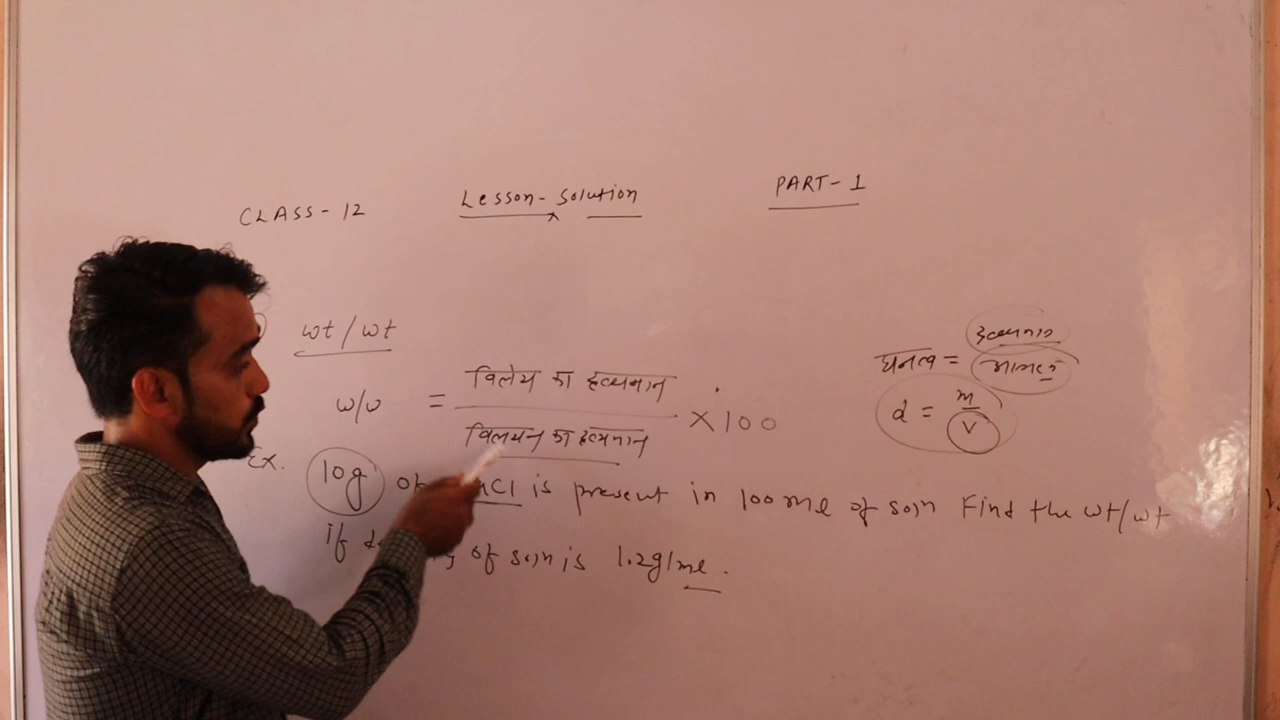 CLASS-12 Lesson-Solution PART-1
wt/wt
w/w = विलेय का द्रव्यमान / विलयन का द्रव्यमान ×100
घनत्व = द्रव्यमान / आयतन
d = m / V
Ex. 10g of is present in 100 ml of soln Find the wt/wt
if of soln is 1.2g/ml.